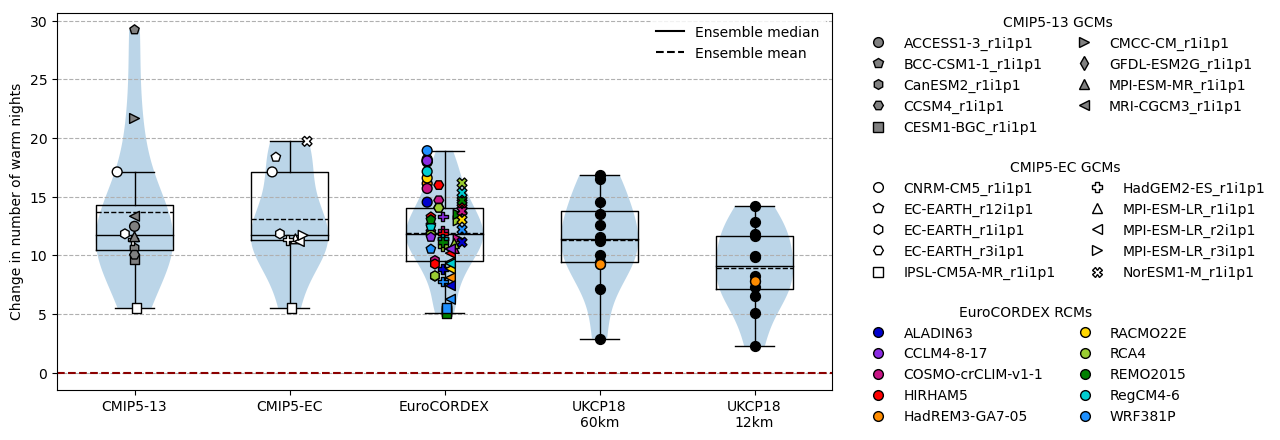 Change in number of warm nights
30
25
20
15
10
5
0
Ensemble median
Ensemble mean
CMIP5-13
CMIP5-EC
EuroCORDEX
UKCP18
60km
UKCP18
12km
CMIP5-13 GCMs
ACCESS1-3_r1i1p1
BCC-CSM1-1_r1i1p1
CanESM2_r1i1p1
CCSM4_r1i1p1
CESM1-BGC_r1i1p1
CMCC-CM_r1i1p1
GFDL-ESM2G_r1i1p1
MPI-ESM-MR_r1i1p1
MRI-CGCM3_r1i1p1
CMIP5-EC GCMs
CNRM-CM5_r1i1p1
EC-EARTH_r12i1p1
EC-EARTH_r1i1p1
EC-EARTH_r3i1p1
IPSL-CM5A-MR_r1i1p1
HadGEM2-ES_r1i1p1
MPI-ESM-LR_r1i1p1
MPI-ESM-LR_r2i1p1
MPI-ESM-LR_r3i1p1
NorESM1-M_r1i1p1
EuroCORDEX RCMs
ALADIN63
CCLM4-8-17
COSMO-crCLIM-v1-1
HIRHAM5
HadREM3-GA7-05
RACMO22E
RCA4
REMO2015
RegCM4-6
WRF381P